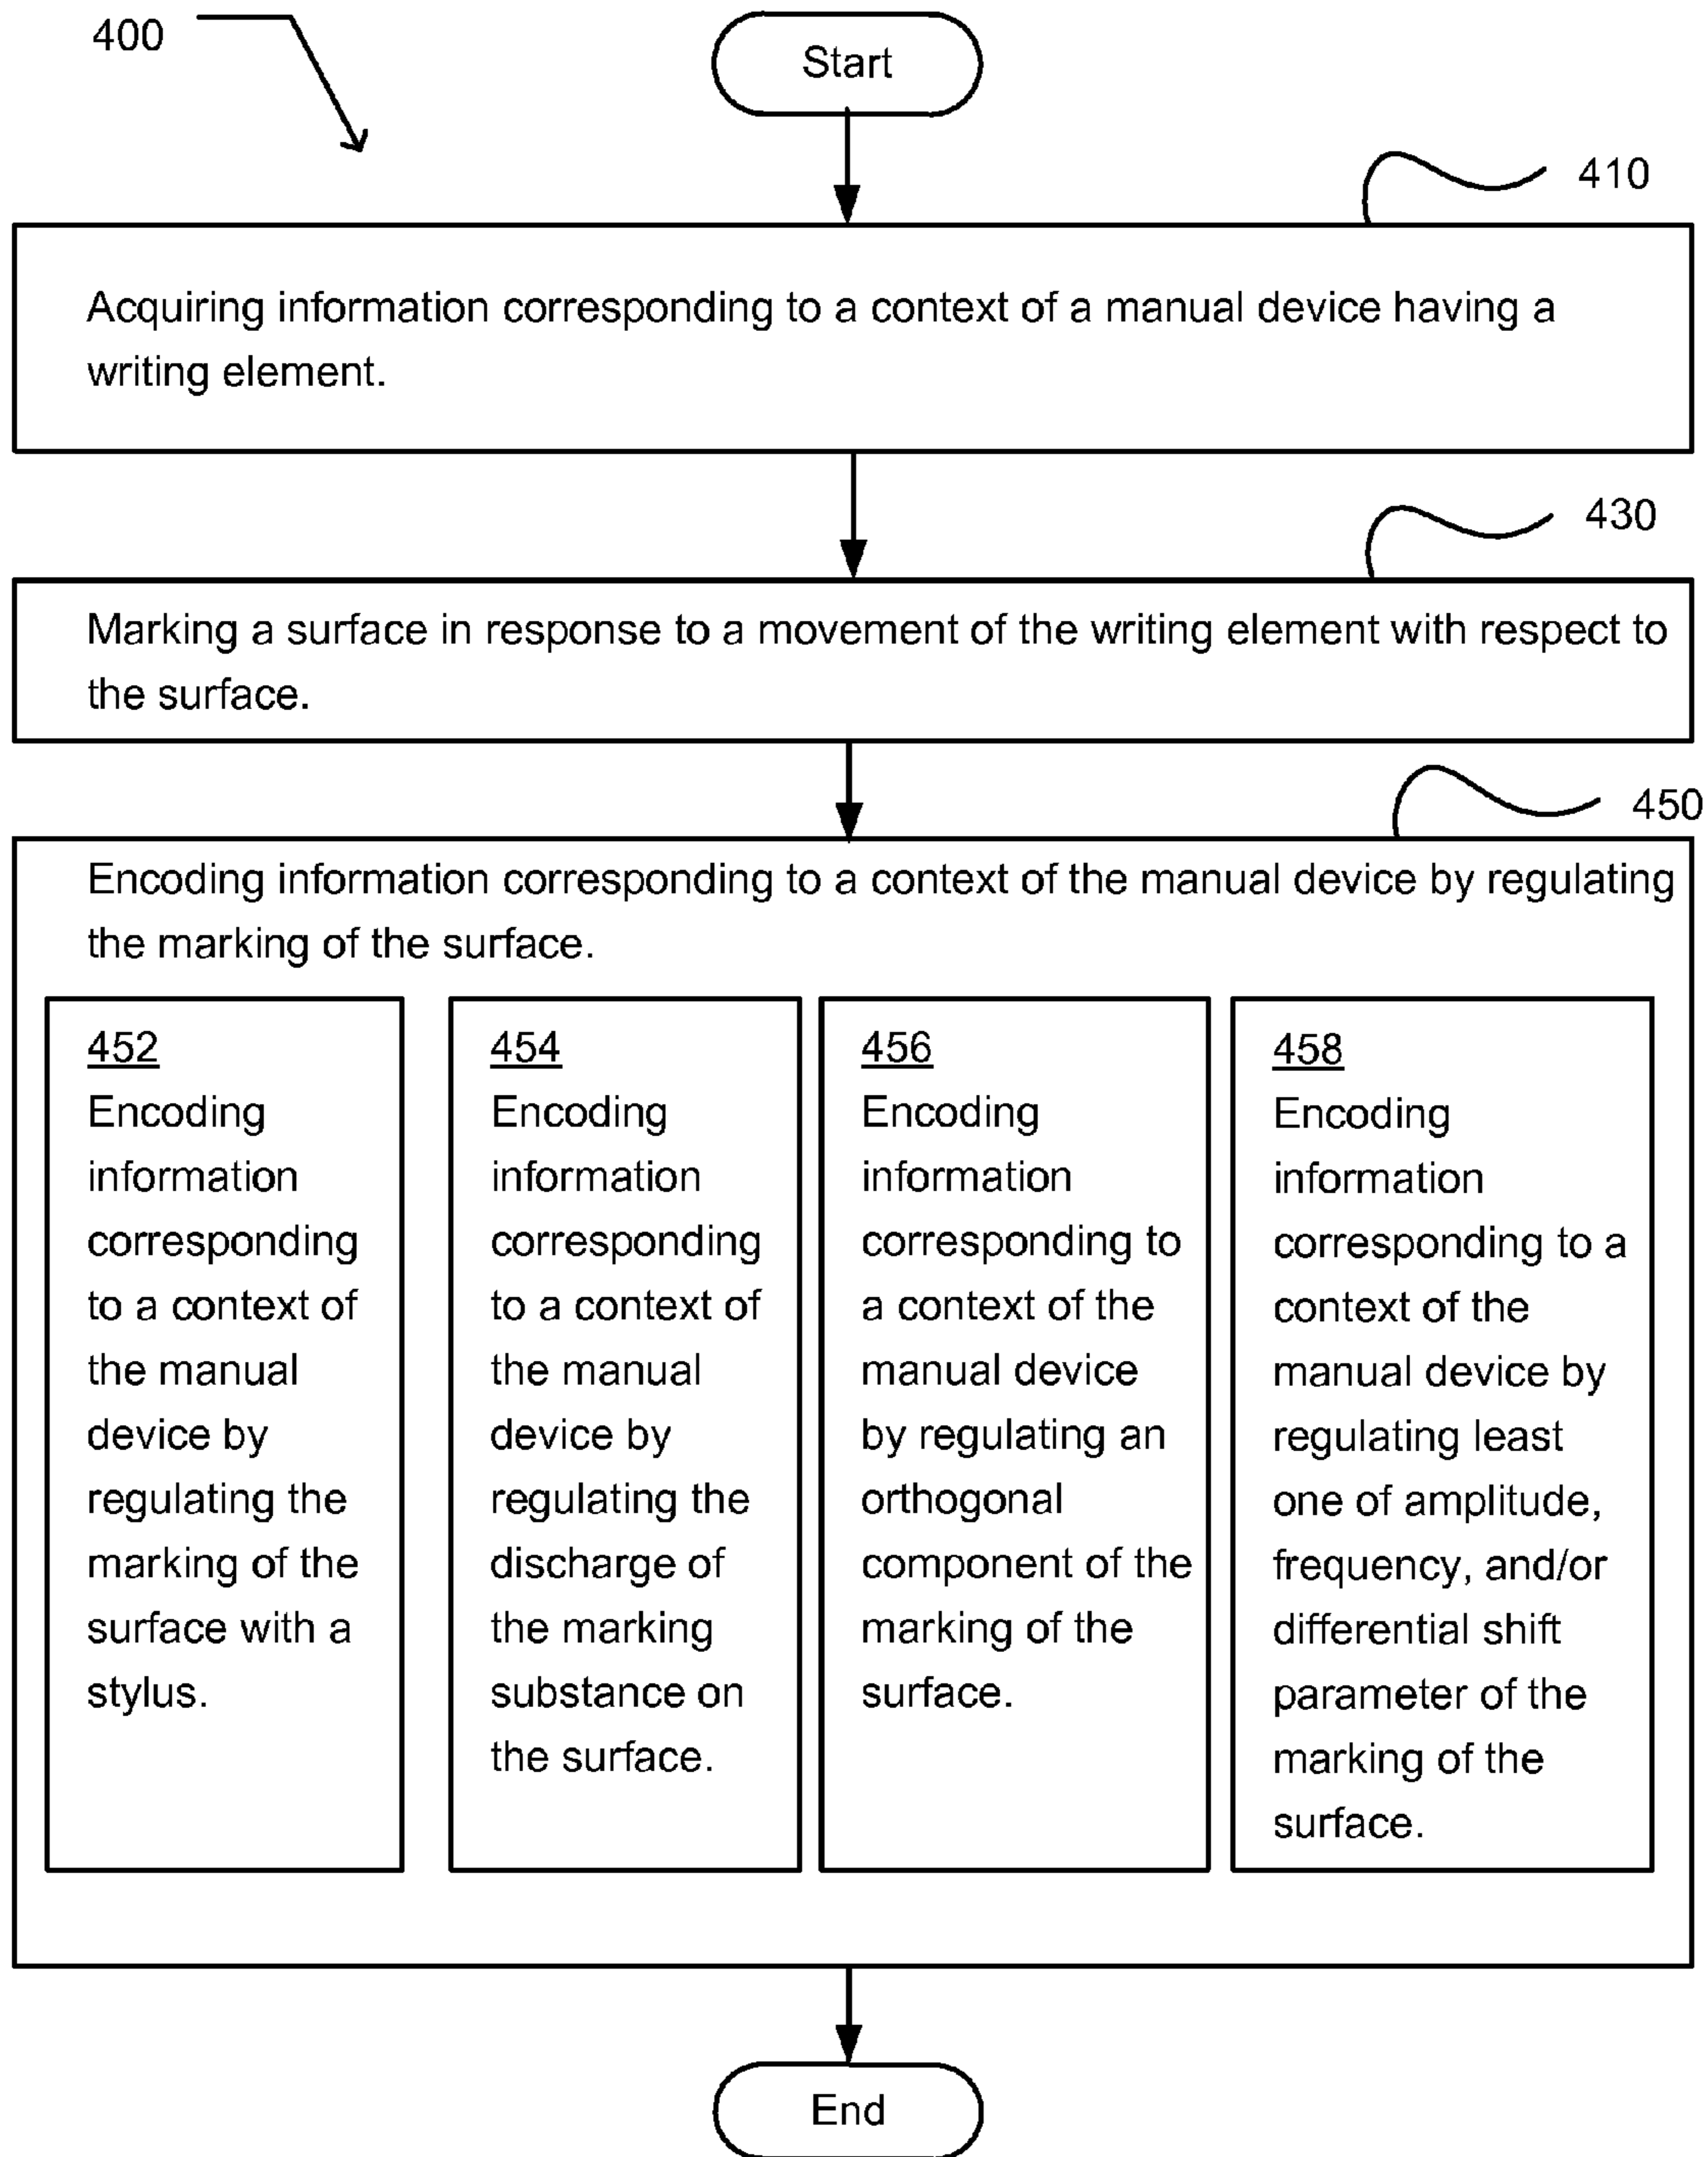 400
Start
410
Acquiring information corresponding to a context of a manual device having a
writing element.
430
Marking a surface in response to a movement of the writing element with respect to
the surface.
450
Encoding information corresponding to a context of the manual device by regulating
the marking of the surface.
452
Encoding
information
corresponding
to a context of
the manual
device by
regulating the
marking of the
surface with a
stylus.
454
Encoding
information
corresponding
to a context of
the manual
device by
regulating the
discharge of
the marking
substance on
the surface.
456
Encoding
information
corresponding to
a context of the
manual device
by regulating an
orthogonal
component of the
marking of the
surface.
458
Encoding
information
corresponding to a
context of the
manual device by
regulating least
one of amplitude,
frequency, and/or
differential shift
parameter of the
marking of the
surface.
End